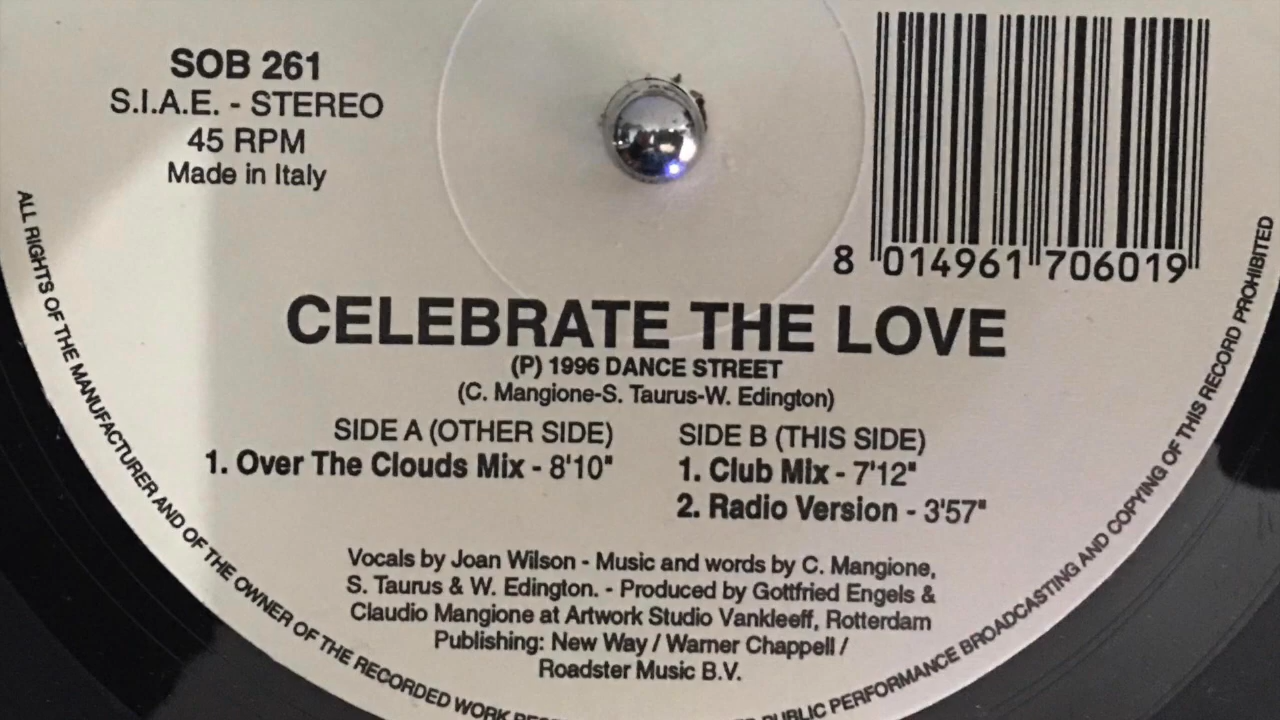 SOB 261
S.I.A.E. - STEREO
45 RPM
Made in Italy
8 014961 706019
CELEBRATE THE LOVE
(P) 1996 DANCE STREET
(C. Mangione-S. Taurus-W. Edington)
SIDE A (OTHER SIDE)
1. Over The Clouds Mix - 8'10"
SIDE B (THIS SIDE)
1. Club Mix - 7'12"
2. Radio Version - 3'57"
Vocals by Joan Wilson - Music and words by C. Mangione,
S. Taurus & W. Edington. - Produced by Gottfried Engels &
Claudio Mangione at Artwork Studio Vankleeff, Rotterdam
Publishing: New Way / Warner Chappell /
Roadster Music B.V.
ALL RIGHTS OF THE MANUFACTURER AND OF THE OWNER OF THE RECORDED WORK
PUBLIC PERFORMANCE BROADCASTING AND COPYING OF THIS RECORD PROHIBITED